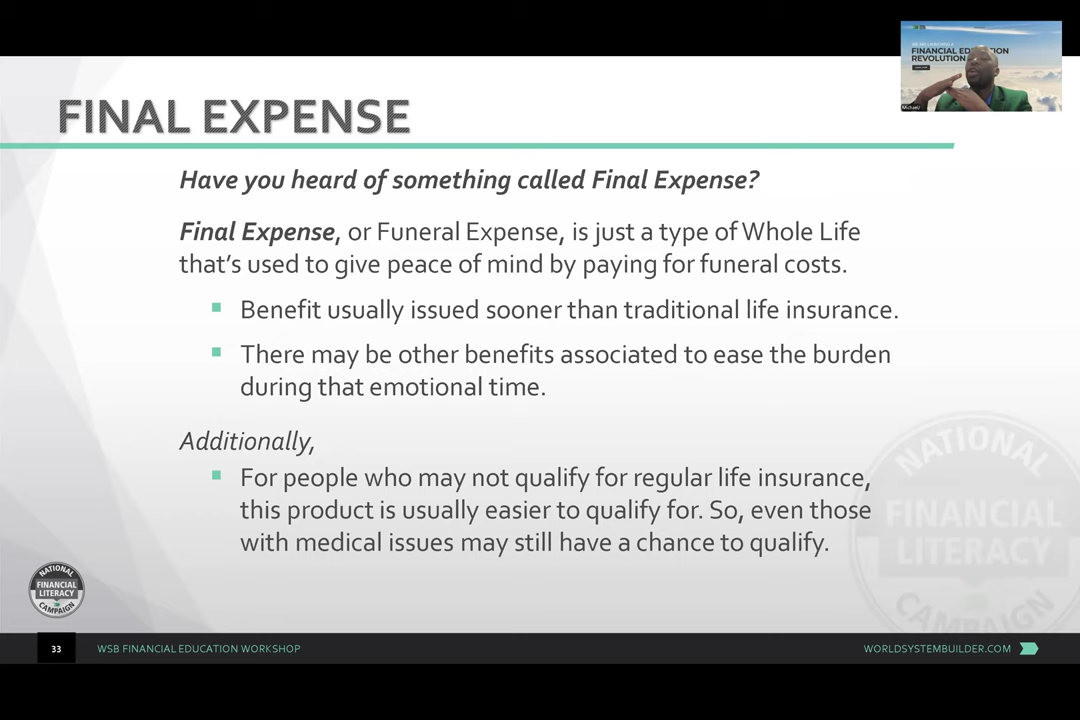 FINANCIAL EDUCATION
REVOLUTION
Michael
FINAL EXPENSE
Have you heard of something called Final Expense?
Final Expense, or Funeral Expense, is just a type of Whole Life
that's used to give peace of mind by paying for funeral costs.
Benefit usually issued sooner than traditional life insurance.
There may be other benefits associated to ease the burden
during that emotional time.
Additionally,
For people who may not qualify for regular life insurance,
this product is usually easier to qualify for. So, even those
with medical issues may still have a chance to qualify.
NATIONAL
FINANCIAL
LITERACY
CAMPAIGN
NATIONAL
FINANCIAL
LITERACY
CAMPAIGN
33 WSB FINANCIAL EDUCATION WORKSHOP WORLDSYSTEMBUILDER.COM